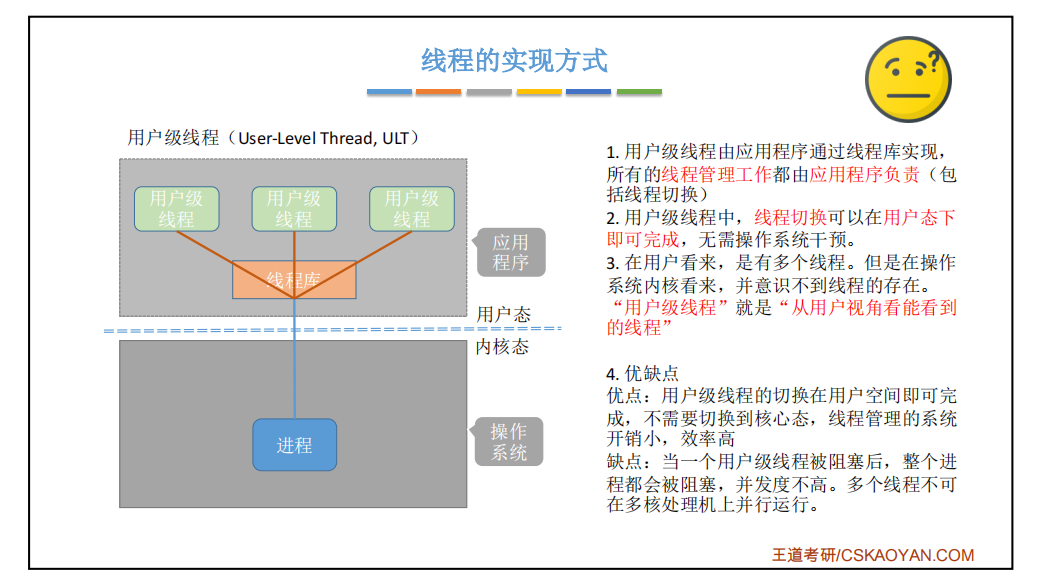 线程的实现方式
用户级线程（User-Level Thread, ULT）
用户级
线程
用户级
线程
用户级
线程
线程库
应用
程序
用户态
内核态
进程
操作
系统
1. 用户级线程由应用程序通过线程库实现，
所有的线程管理工作都由应用程序负责（包
括线程切换）
2. 用户级线程中，线程切换可以在用户态下
即可完成，无需操作系统干预。
3. 在用户看来，是有多个线程。但是在操作
系统内核看来，并意识不到线程的存在。
“用户级线程”就是“从用户视角看能看到
的线程”
4. 优缺点
优点：用户级线程的切换在用户空间即可完
成，不需要切换到核心态，线程管理的系统
开销小，效率高
缺点：当一个用户级线程被阻塞后，整个进
程都会被阻塞，并发度不高。多个线程不可
在多核处理机上并行运行。
王道考研/CSKAOYAN.COM